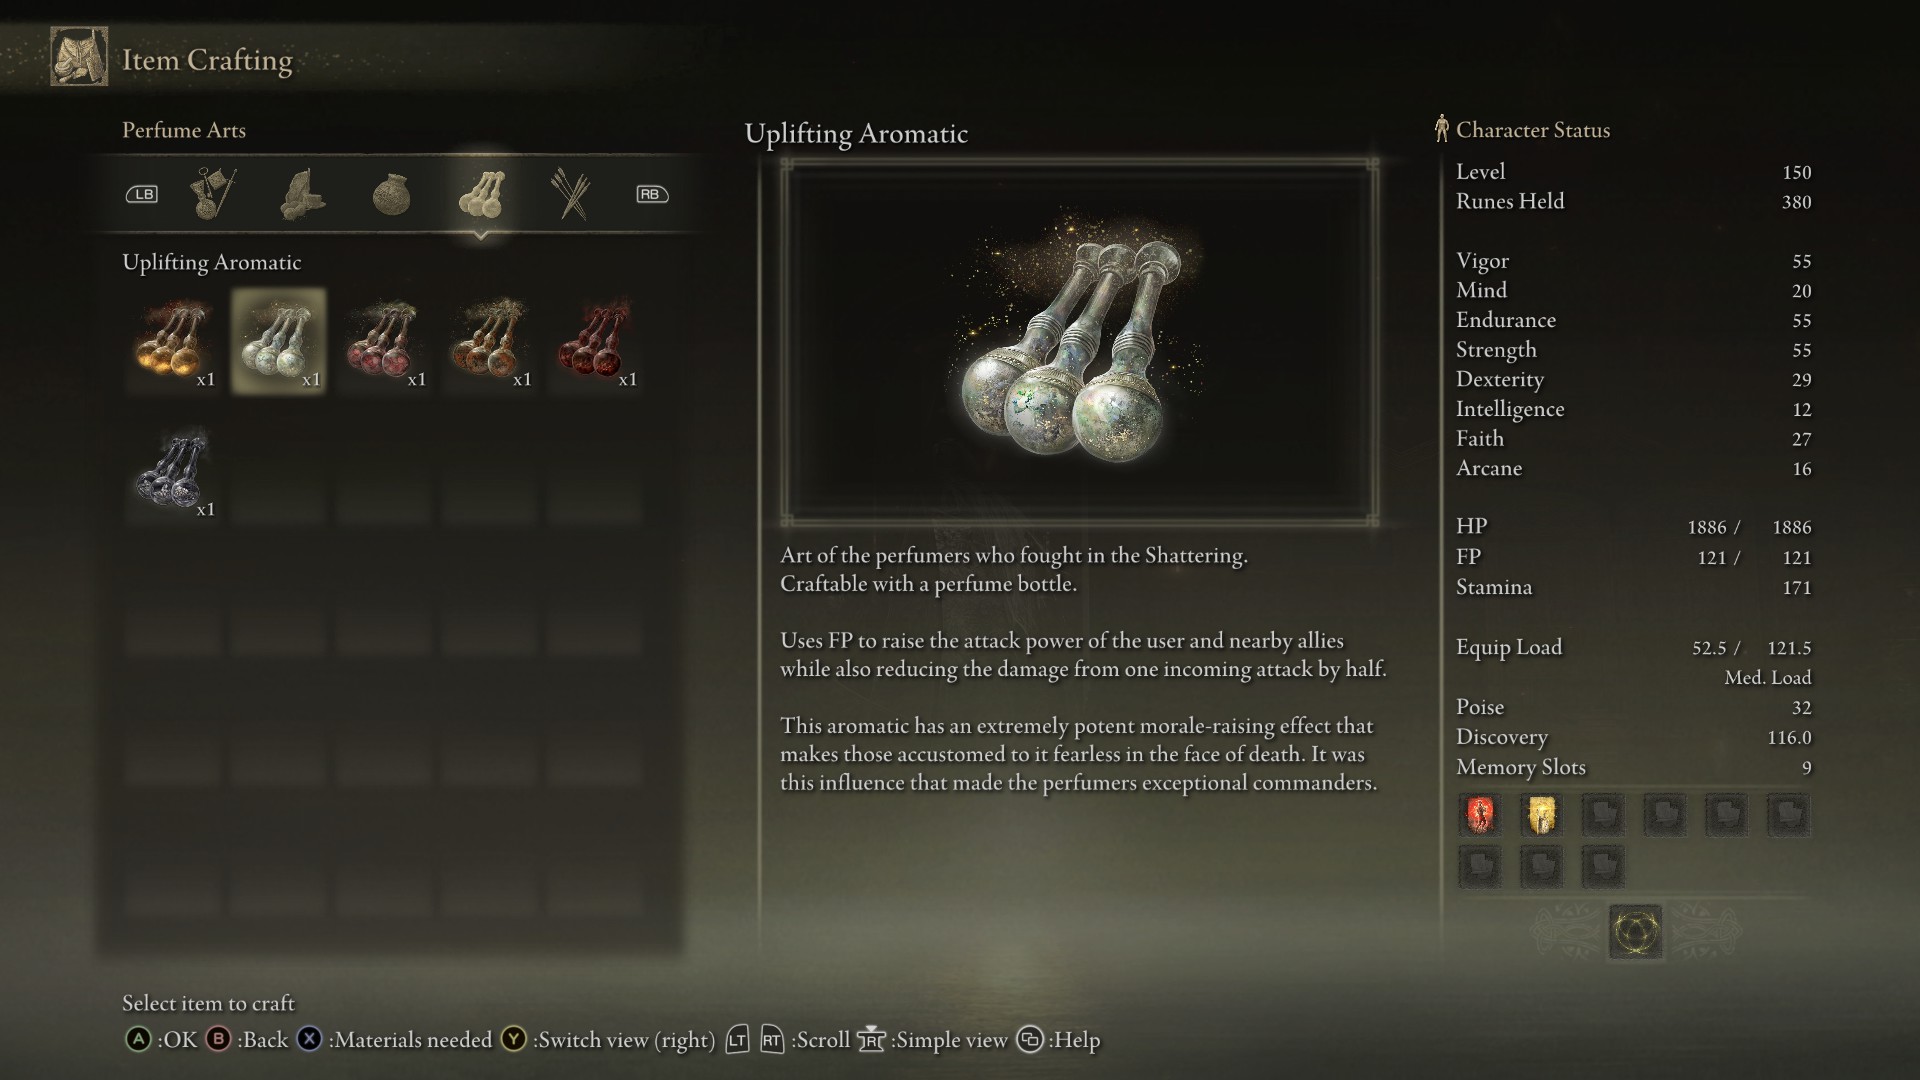 Item Crafting
Perfume Arts
LB
RB
Uplifting Aromatic
x1
x1
x1
x1
x1
x1
Uplifting Aromatic
Art of the perfumers who fought in the Shattering.
Craftable with a perfume bottle.
Uses FP to raise the attack power of the user and nearby allies
while also reducing the damage from one incoming attack by half.
This aromatic has an extremely potent morale-raising effect that
makes those accustomed to it fearless in the face of death. It was
this influence that made the perfumers exceptional commanders.
Character Status
Level 150
Runes Held 380
Vigor 55
Mind 20
Endurance 55
Strength 55
Dexterity 29
Intelligence 12
Faith 27
Arcane 16
HP 1886 / 1886
FP 121 / 121
Stamina 171
Equip Load 52.5 / 121.5
Med. Load
Poise 32
Discovery 116.0
Memory Slots 9
Select item to craft
A :OK B :Back X :Materials needed Y :Switch view (right) LT RT :Scroll R :Simple view :Help